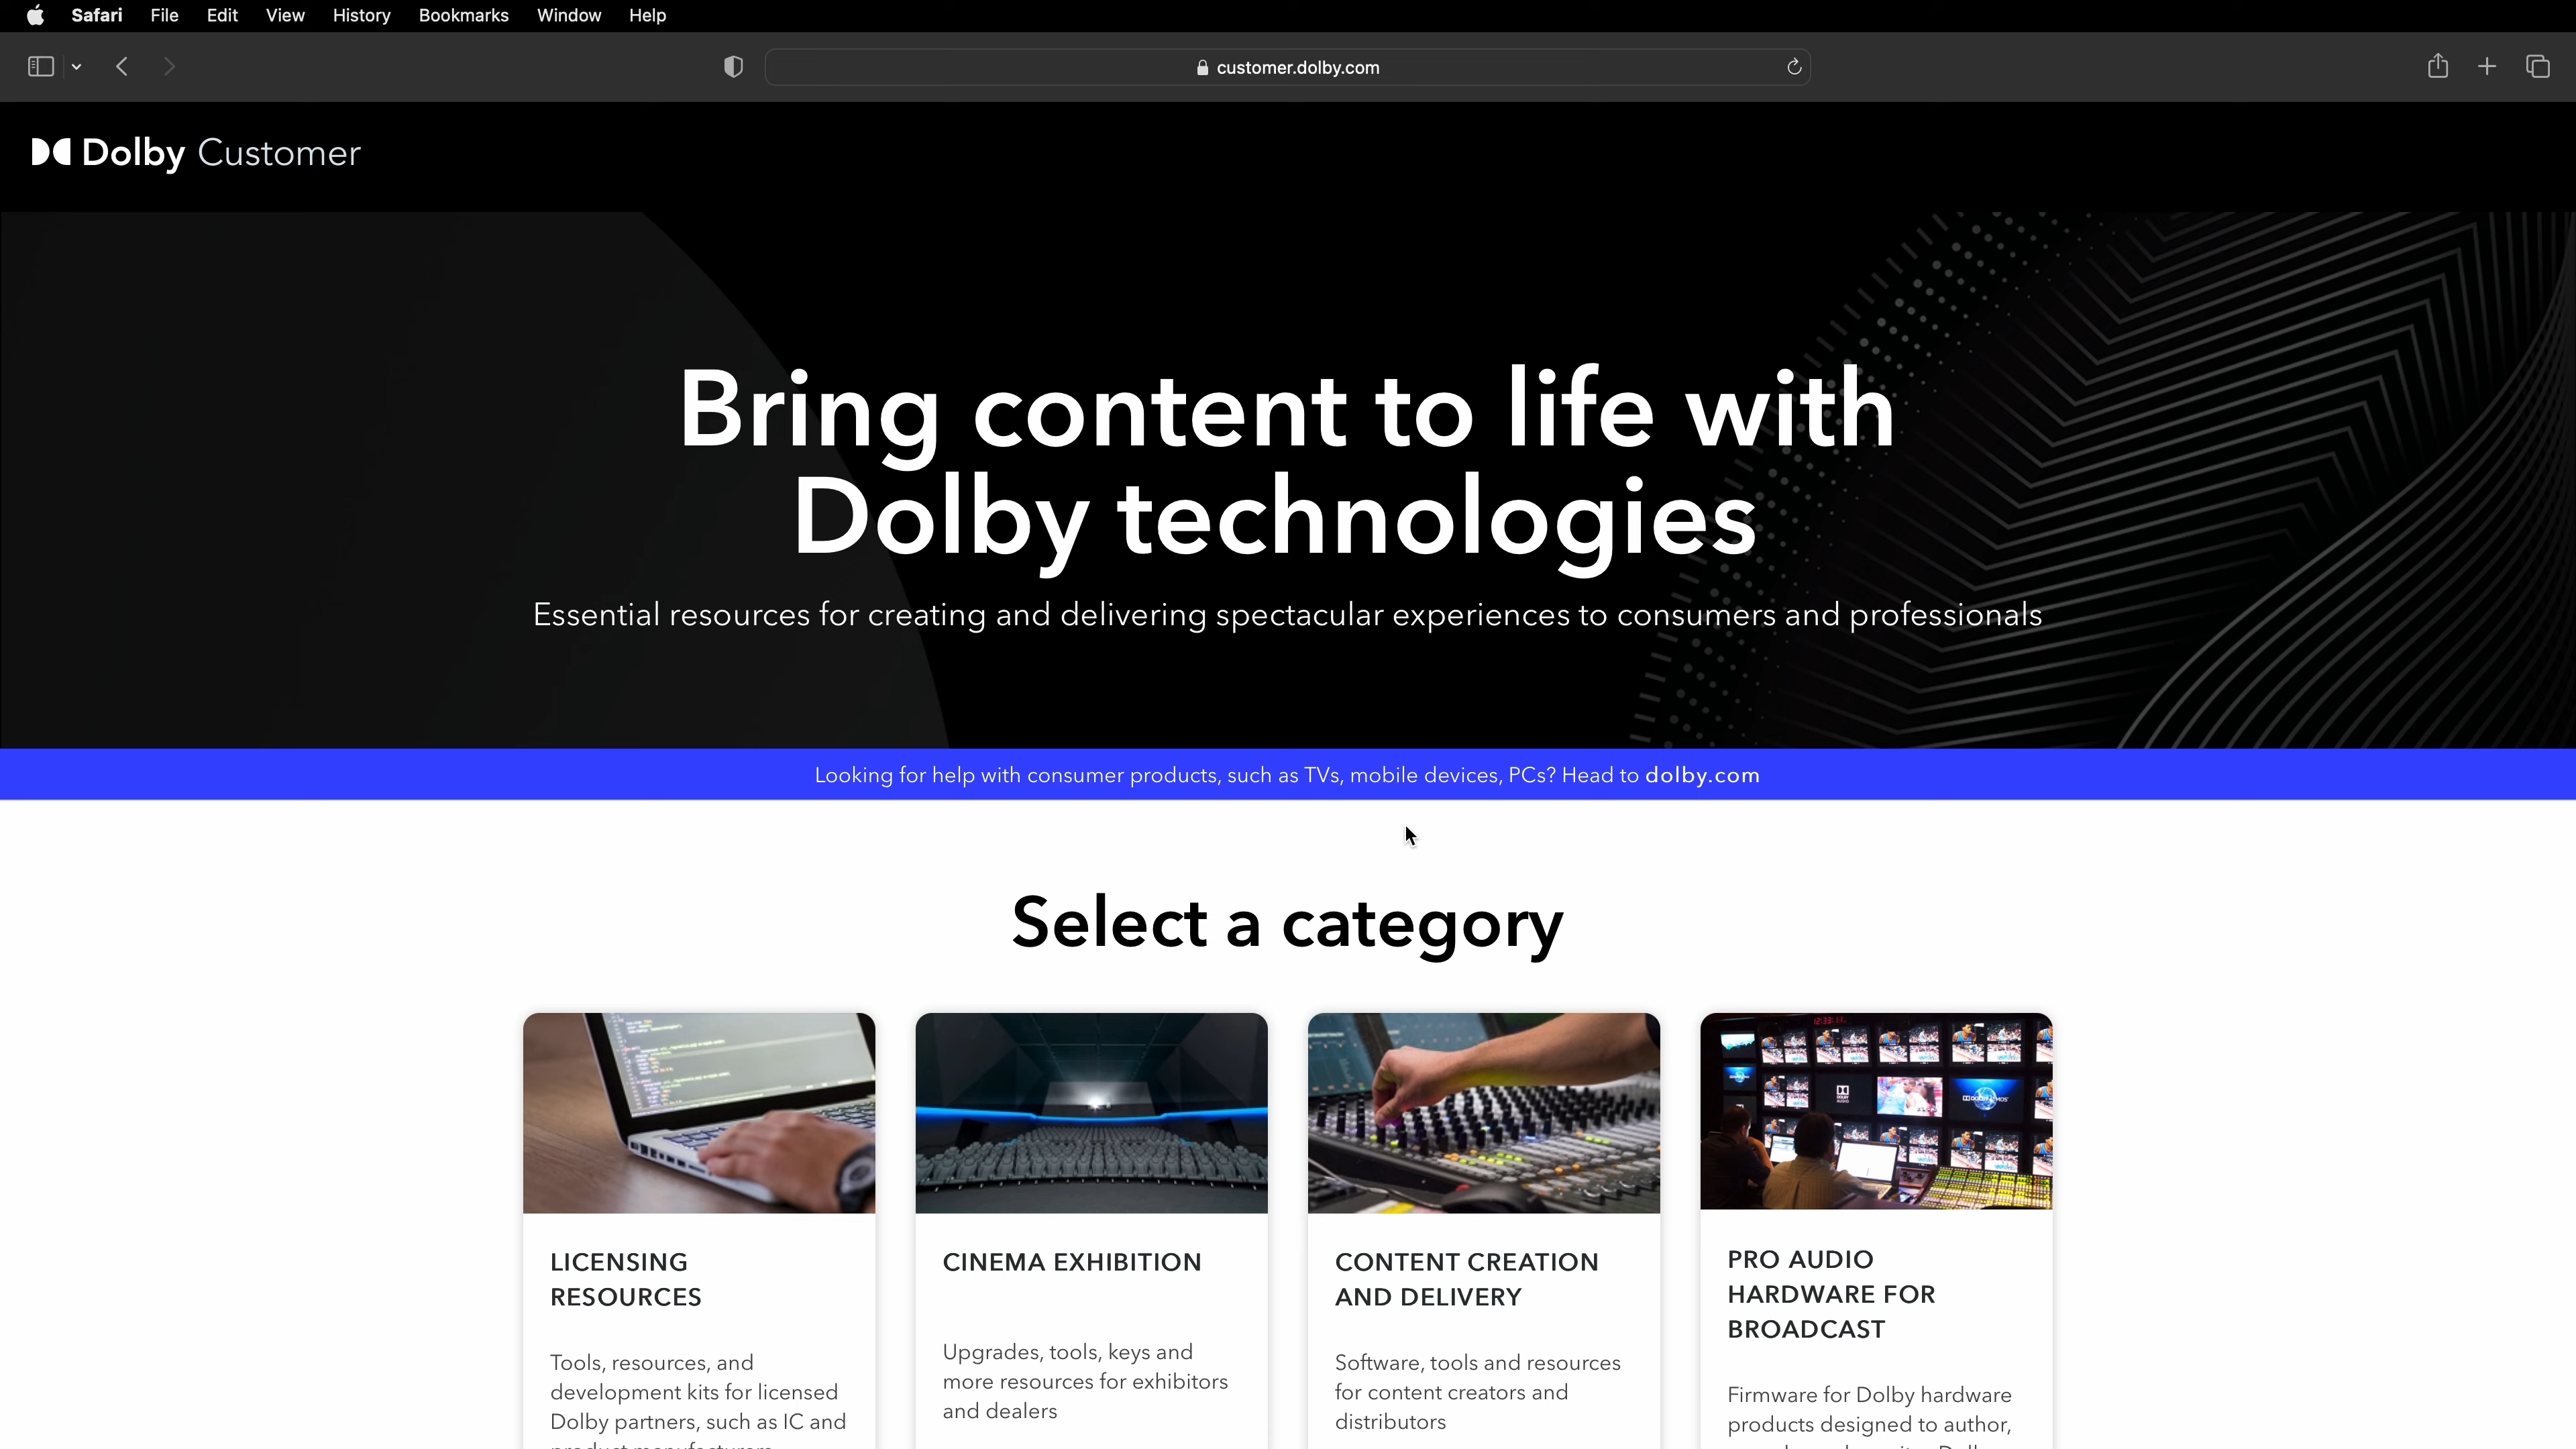 Safari File Edit View History Bookmarks Window Help
customer.dolby.com
Dolby Customer
Bring content to life with
Dolby technologies
Essential resources for creating and delivering spectacular experiences to consumers and professionals
Looking for help with consumer products, such as TVs, mobile devices, PCs? Head to dolby.com
Select a category
LICENSING
RESOURCES
Tools, resources, and
development kits for licensed
Dolby partners, such as IC and
CINEMA EXHIBITION
Upgrades, tools, keys and
more resources for exhibitors
and dealers
CONTENT CREATION
AND DELIVERY
Software, tools and resources
for content creators and
distributors
PRO AUDIO
HARDWARE FOR
BROADCAST
Firmware for Dolby hardware
products designed to author,